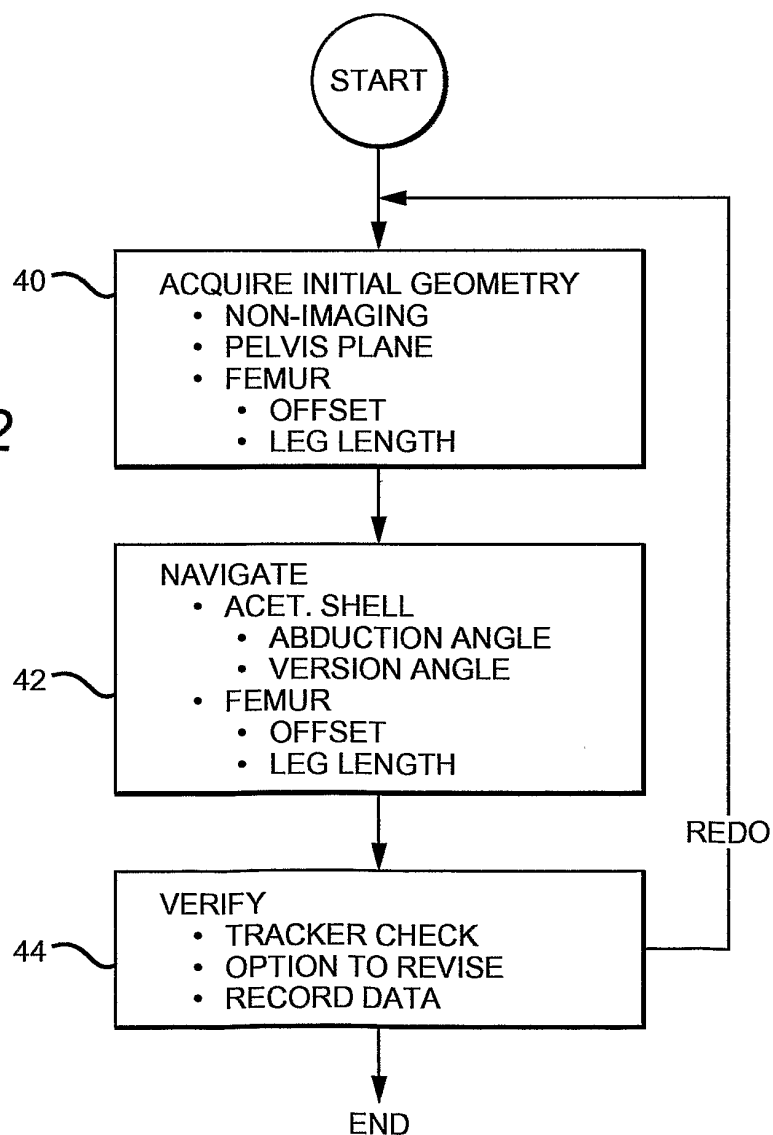 START
40
ACQUIRE INITIAL GEOMETRY
• NON-IMAGING
• PELVIS PLANE
• FEMUR
• OFFSET
• LEG LENGTH
2
42
NAVIGATE
• ACET. SHELL
• ABDUCTION ANGLE
• VERSION ANGLE
• FEMUR
• OFFSET
• LEG LENGTH
REDO
44
VERIFY
• TRACKER CHECK
• OPTION TO REVISE
• RECORD DATA
END